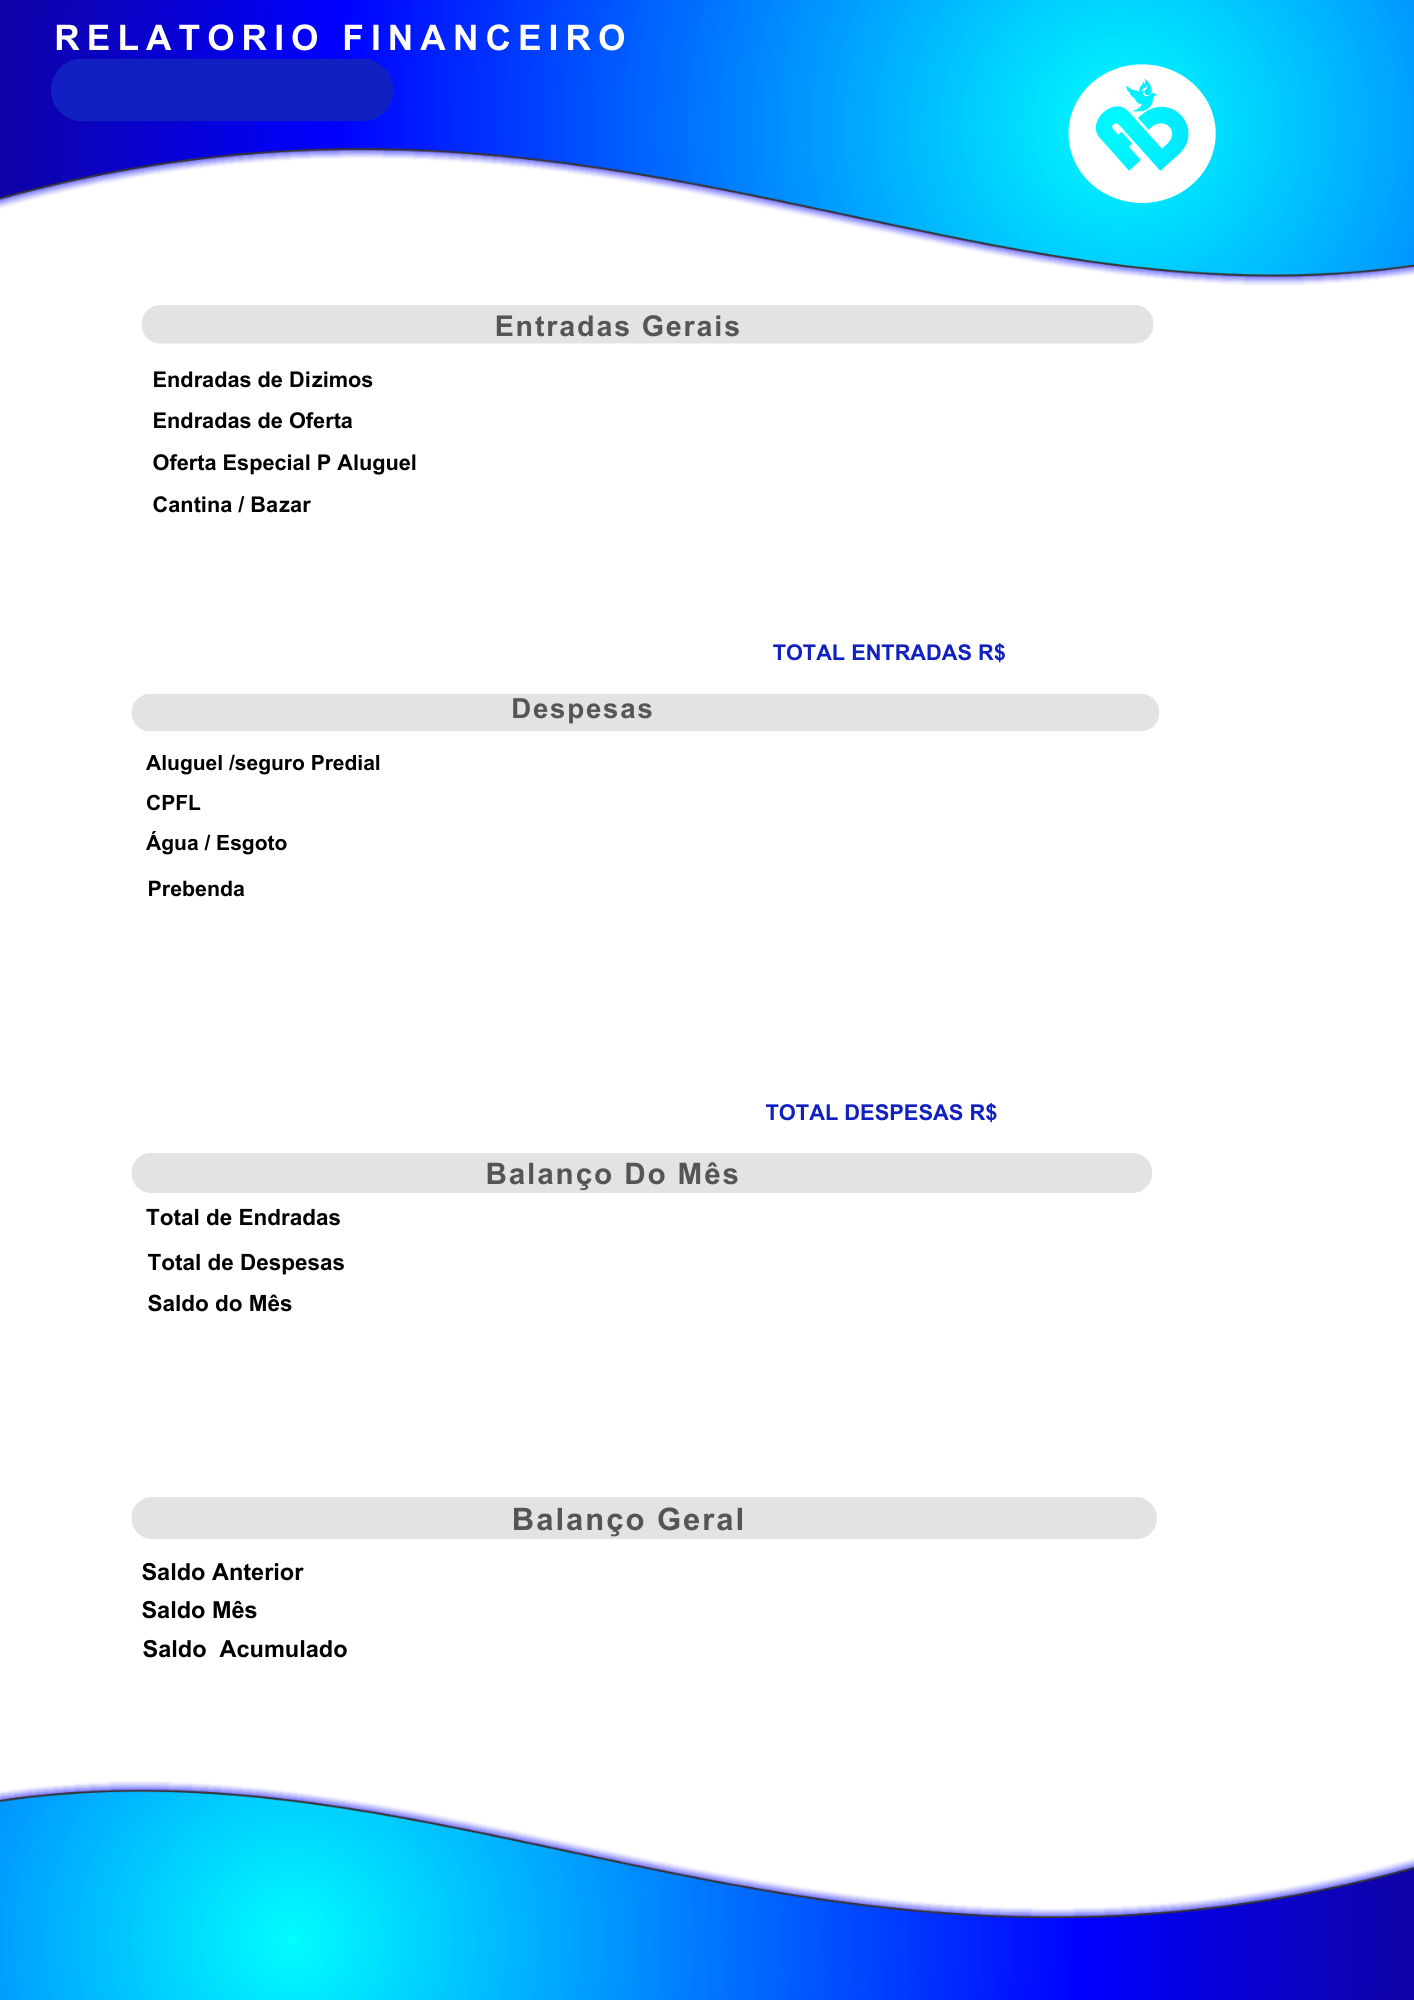 RELATORIO FINANCEIRO
Entradas Gerais
Endradas de Dizimos
Endradas de Oferta
Oferta Especial P Aluguel
Cantina / Bazar
TOTAL ENTRADAS R$
Despesas
Aluguel /seguro Predial
CPFL
Água / Esgoto
Prebenda
TOTAL DESPESAS R$
Balanço Do Mês
Total de Endradas
Total de Despesas
Saldo do Mês
Balanço Geral
Saldo Anterior
Saldo Mês
Saldo  Acumulado